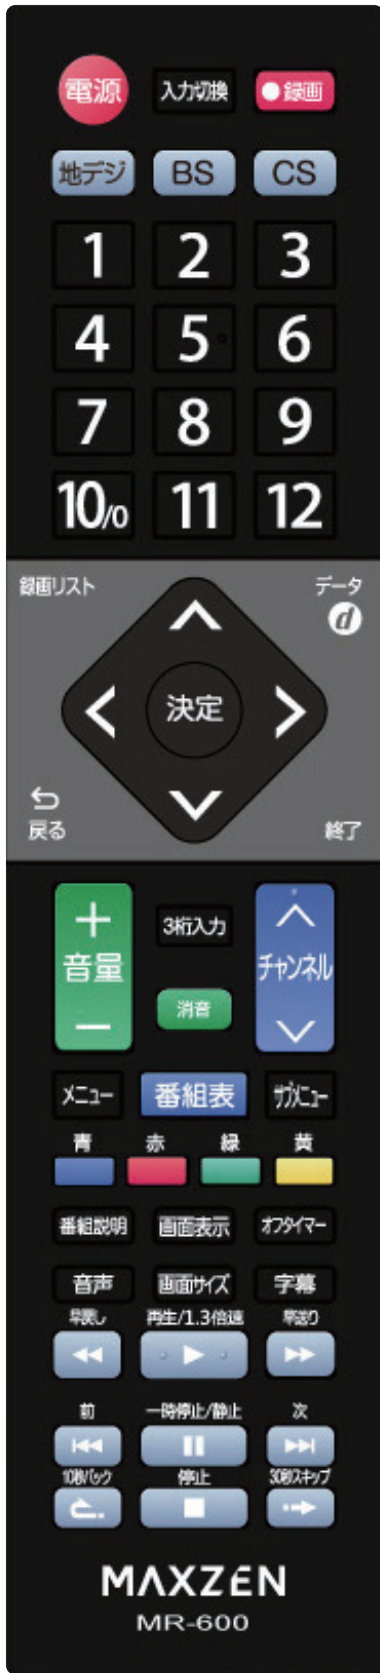 電源 入力切換 ●録画
地デジ BS CS
1 2 3
4 5 6
7 8 9
10/0 11 12
録画リスト データ
d
決定
戻る 終了
+ 3桁入力
音量 チャンネル
− 消音
メニュー 番組表 サブメニュー
青 赤 緑 黄
番組説明 画面表示 オフタイマー
音声 画面サイズ 字幕
早戻し 再生/1.3倍速 早送り
前 一時停止/静止 次
10秒バック 停止 30秒スキップ
MAXZEN
MR-600